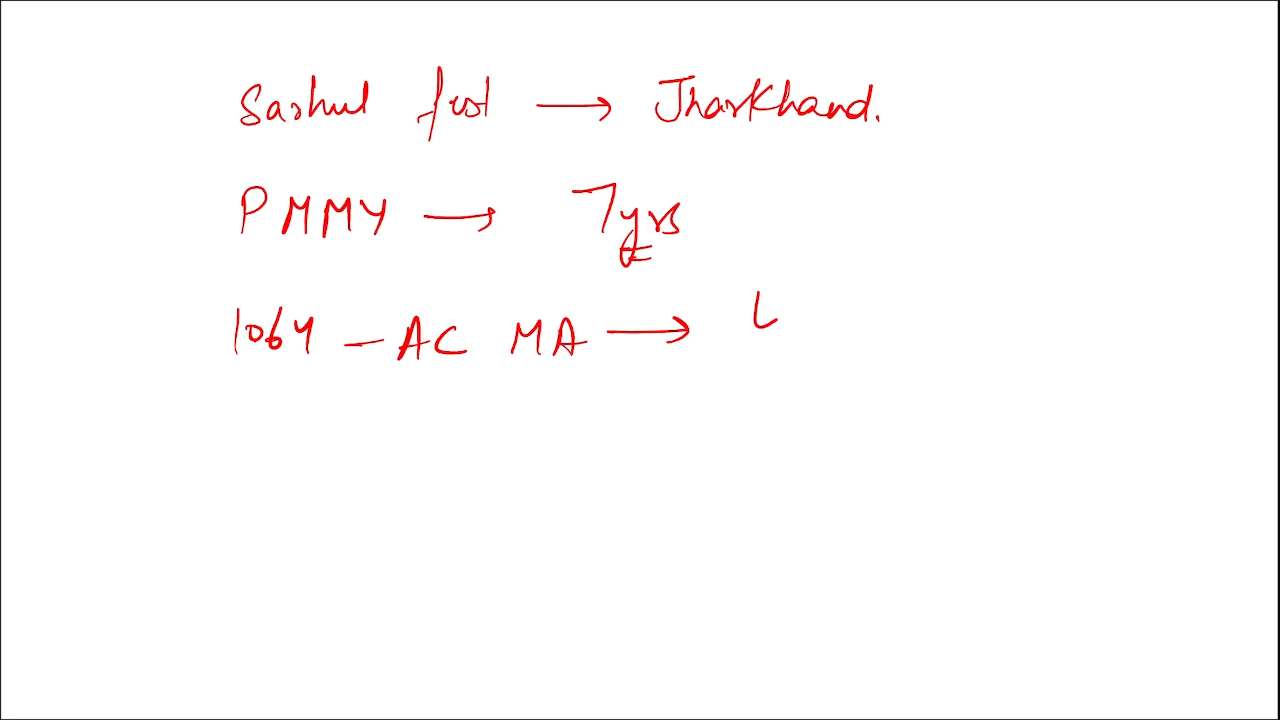 Sarhul fest → Jharkhand.
PMMY → 7yrs
1064 - AC MA → U